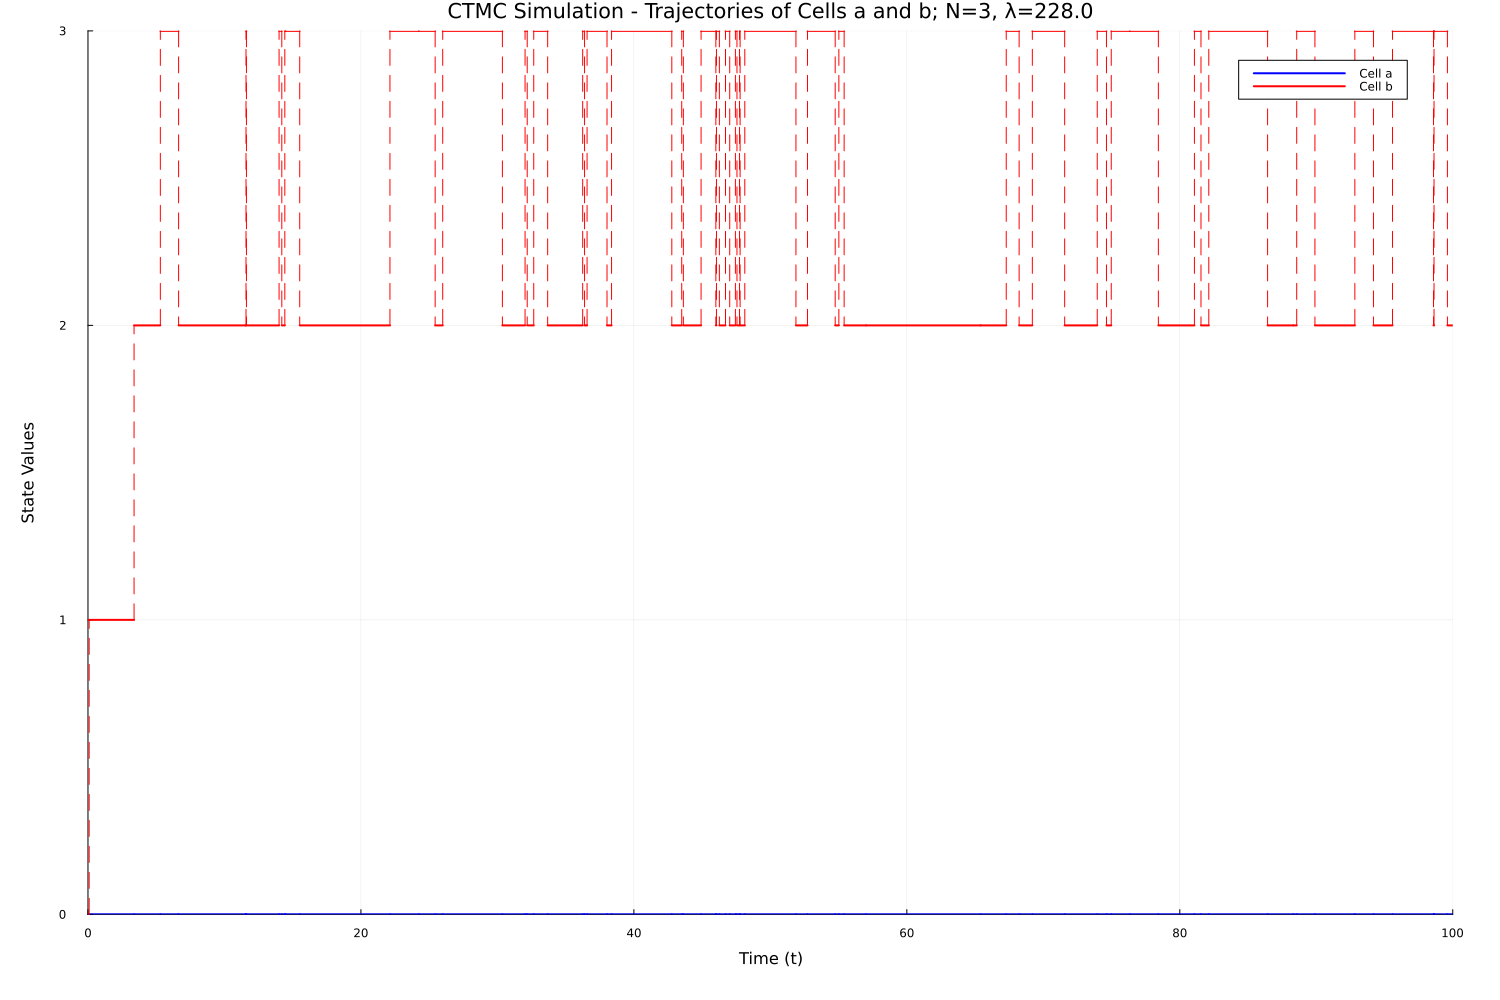 CTMC Simulation - Trajectories of Cells a and b; N=3, λ=228.0
3
Cell a
Cell b
2
State Values
1
0
0 20 40 60 80 100
Time (t)